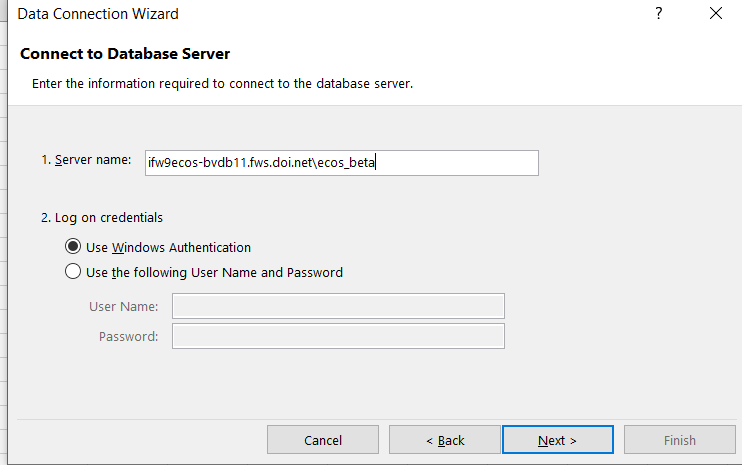 Data Connection Wizard
?
Connect to Database Server
Enter the information required to connect to the database server.
1. Server name: ifw9ecos-bvdb11.fws.doi.net\ecos_beta
2. Log on credentials
Use Windows Authentication
Use the following User Name and Password
User Name:
Password:
Cancel < Back Next > Finish